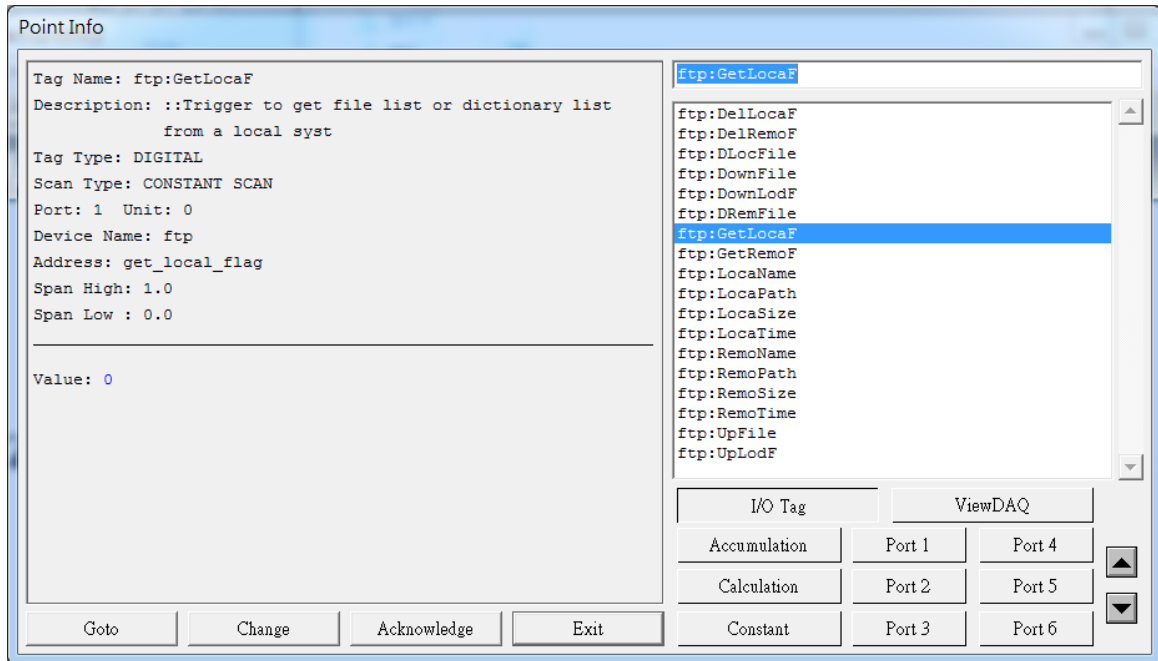 Point Info
Tag Name: ftp:GetLocaF
Description: ::Trigger to get file list or dictionary list
from a local syst
Tag Type: DIGITAL
Scan Type: CONSTANT SCAN
Port: 1  Unit: 0
Device Name: ftp
Address: get_local_flag
Span High: 1.0
Span Low : 0.0
Value: 0
Goto
Change
Acknowledge
Exit
ftp:GetLocaF
ftp:DelLocaF
ftp:DelRemoF
ftp:DLocFile
ftp:DownFile
ftp:DownLodF
ftp:DRemFile
ftp:GetLocaF
ftp:GetRemoF
ftp:LocaName
ftp:LocaPath
ftp:LocaSize
ftp:LocaTime
ftp:RemoName
ftp:RemoPath
ftp:RemoSize
ftp:RemoTime
ftp:UpFile
ftp:UpLodF
I/O Tag
ViewDAQ
Accumulation
Port 1
Port 4
Calculation
Port 2
Port 5
Constant
Port 3
Port 6